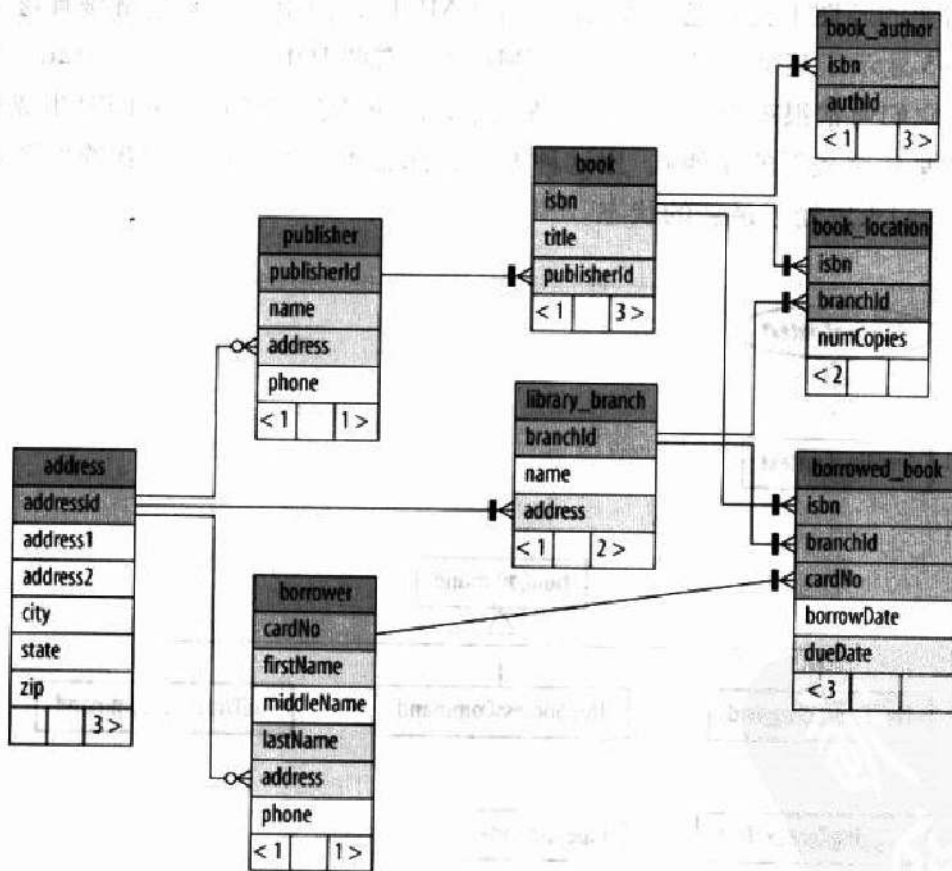 book_author
isbn
authId
< 1 3 >
book
isbn
title
publisherId
< 1 3 >
book_location
isbn
branchId
numCopies
< 2
publisher
publisherId
name
address
phone
< 1 1 >
library_branch
branchId
name
address
< 1 2 >
address
addressId
address1
address2
city
state
zip
3 >
borrowed_book
isbn
branchId
cardNo
borrowDate
dueDate
< 3
borrower
cardNo
firstName
middleName
lastName
address
phone
< 1 1 >